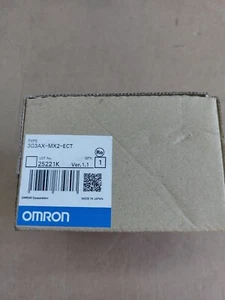 TYPE
3G3AX-MX2-ECT
LOT No. QTY.
25221K Ver.1.1 1
OMRON
OMRON Corporation MADE IN JAPAN